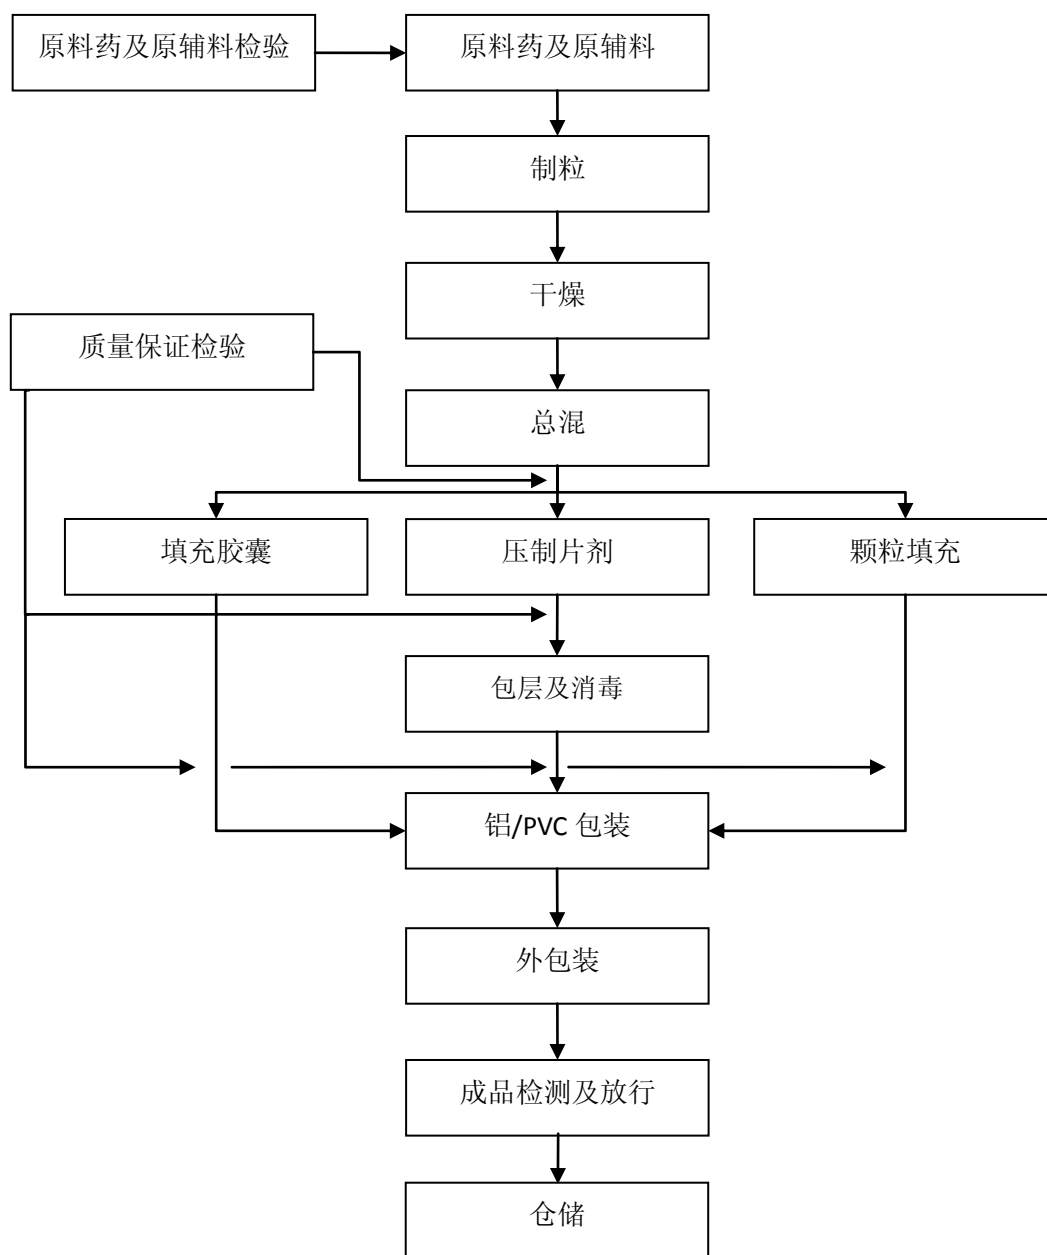 原料药及原辅料检验
原料药及原辅料
制粒
干燥
质量保证检验
总混
填充胶囊
压制片剂
颗粒填充
包层及消毒
铝/PVC 包装
外包装
成品检测及放行
仓储